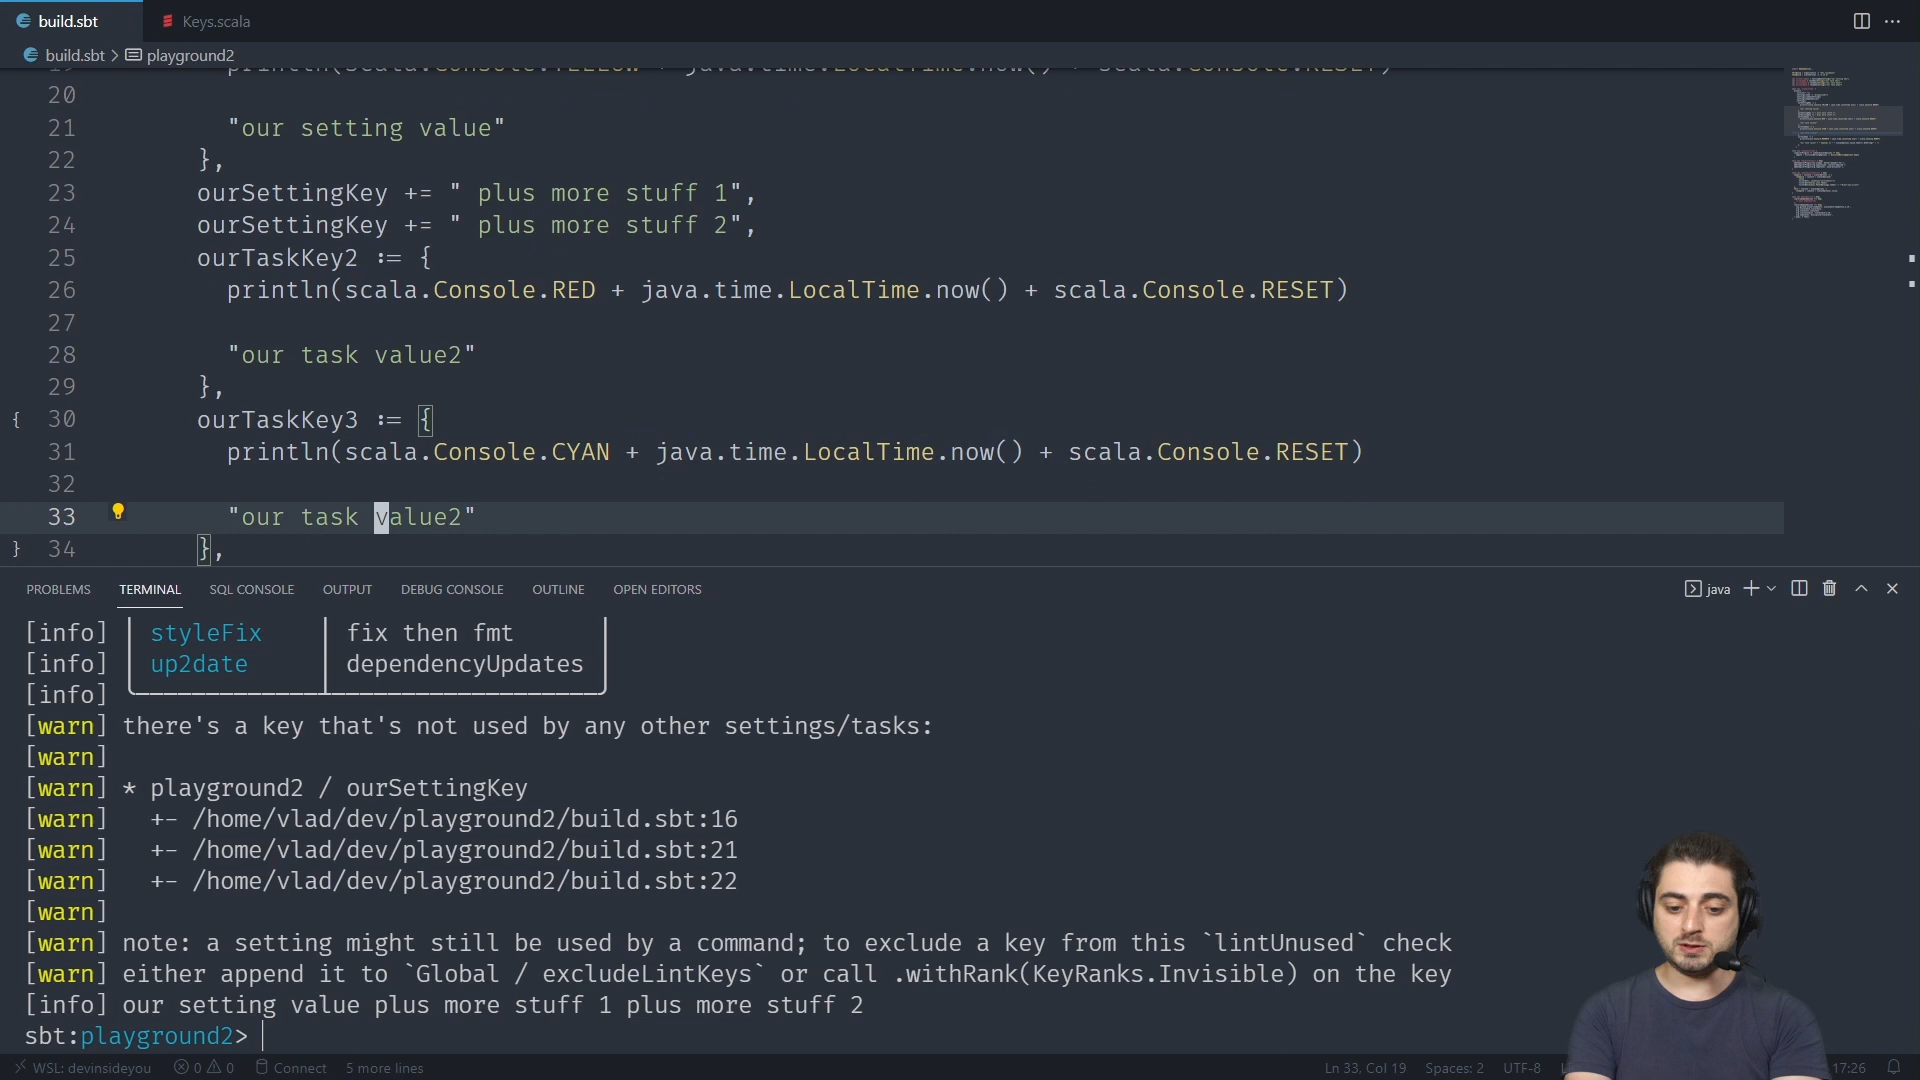 build.sbt
Keys.scala
build.sbt > playground2
20
21 "our setting value"
22 },
23 ourSettingKey += " plus more stuff 1",
24 ourSettingKey += " plus more stuff 2",
25 ourTaskKey2 := {
26 println(scala.Console.RED + java.time.LocalTime.now() + scala.Console.RESET)
27
28 "our task value2"
29 },
{ 30 ourTaskKey3 := {
31 println(scala.Console.CYAN + java.time.LocalTime.now() + scala.Console.RESET)
32
33 "our task value2"
} 34 },
PROBLEMS TERMINAL SQL CONSOLE OUTPUT DEBUG CONSOLE OUTLINE OPEN EDITORS java
[info] styleFix fix then fmt
[info] up2date dependencyUpdates
[info]
[warn] there's a key that's not used by any other settings/tasks:
[warn]
[warn] * playground2 / ourSettingKey
[warn] +- /home/vlad/dev/playground2/build.sbt:16
[warn] +- /home/vlad/dev/playground2/build.sbt:21
[warn] +- /home/vlad/dev/playground2/build.sbt:22
[warn]
[warn] note: a setting might still be used by a command; to exclude a key from this `lintUnused` check
[warn] either append it to `Global / excludeLintKeys` or call .withRank(KeyRanks.Invisible) on the key
[info] our setting value plus more stuff 1 plus more stuff 2
sbt:playground2>
WSL: devinsideyou 0 0 Connect 5 more lines Ln 33, Col 19 Spaces: 2 UTF-8 17:26